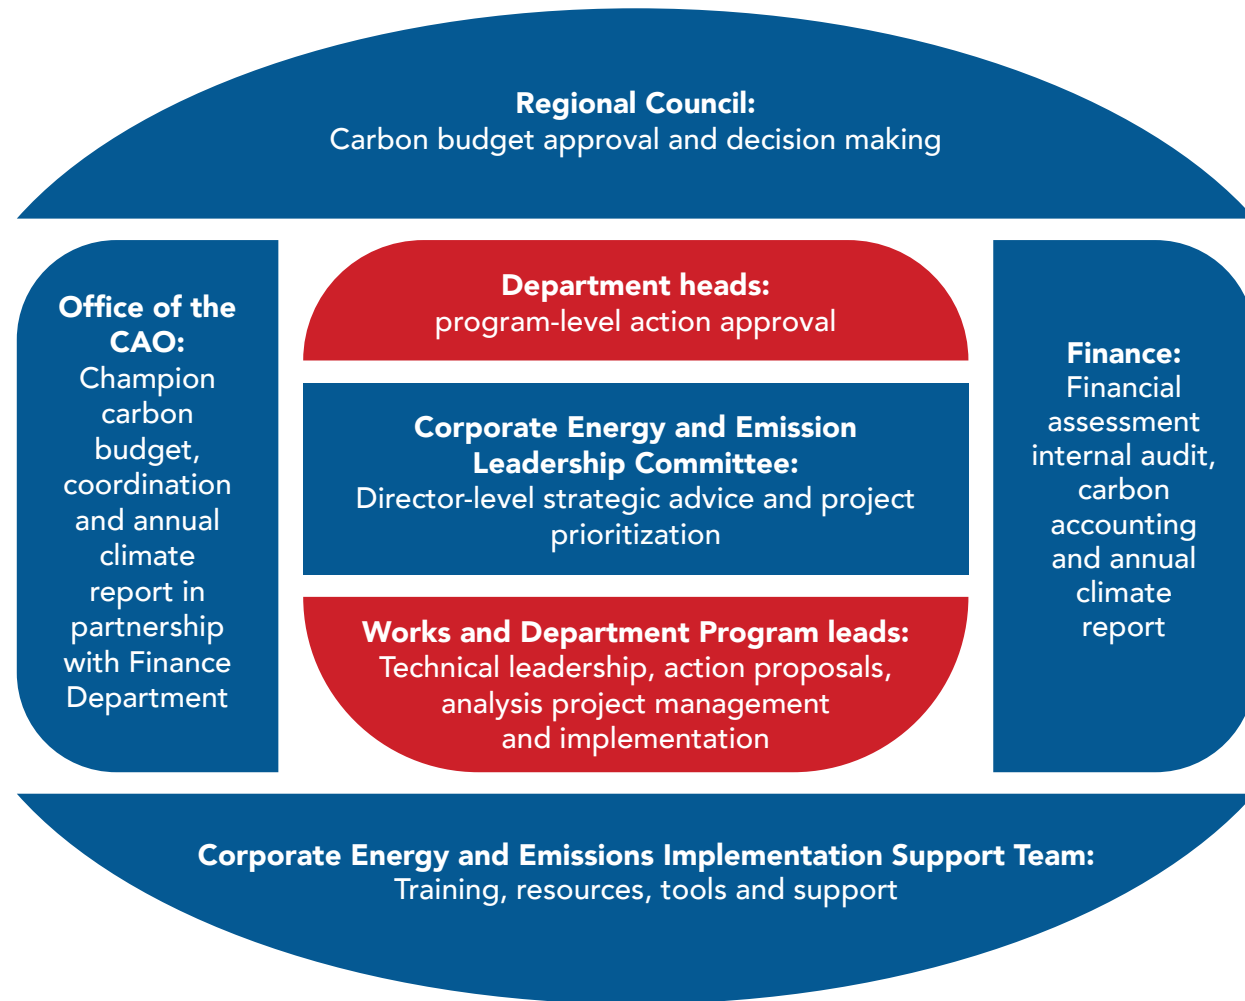 Regional Council:
Carbon budget approval and decision making
Office of the
CAO:
Champion
carbon
budget,
coordination
and annual
climate
report in
partnership
with Finance
Department
Department heads:
program-level action approval
Corporate Energy and Emission
Leadership Committee:
Director-level strategic advice and project
prioritization
Works and Department Program leads:
Technical leadership, action proposals,
analysis project management
and implementation
Finance:
Financial
assessment
internal audit,
carbon
accounting
and annual
climate
report
Corporate Energy and Emissions Implementation Support Team:
Training, resources, tools and support